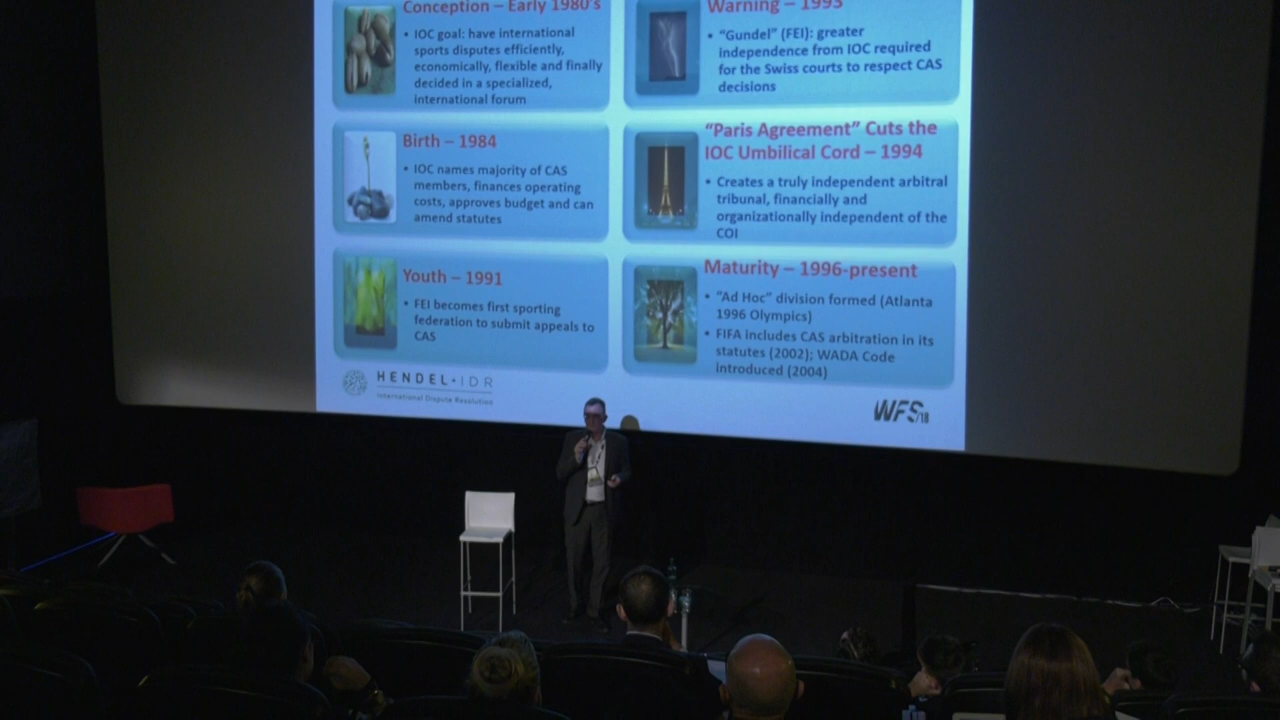 Conception – Early 1980's
• IOC goal: have international
sports disputes efficiently,
economically, flexible and finally
decided in a specialized,
international forum
Birth – 1984
• IOC names majority of CAS
members, finances operating
costs, approves budget and can
amend statutes
Youth – 1991
• FEI becomes first sporting
federation to submit appeals to
CAS
Warning – 1993
• "Gundel" (FEI): greater
independence from IOC required
for the Swiss courts to respect CAS
decisions
"Paris Agreement" Cuts the
IOC Umbilical Cord – 1994
• Creates a truly independent arbitral
tribunal, financially and
organizationally independent of the
COI
Maturity – 1996-present
• "Ad Hoc" division formed (Atlanta
1996 Olympics)
• FIFA includes CAS arbitration in its
statutes (2002); WADA Code
introduced (2004)
HENDEL • IDR
International Dispute Resolution
WFS/18